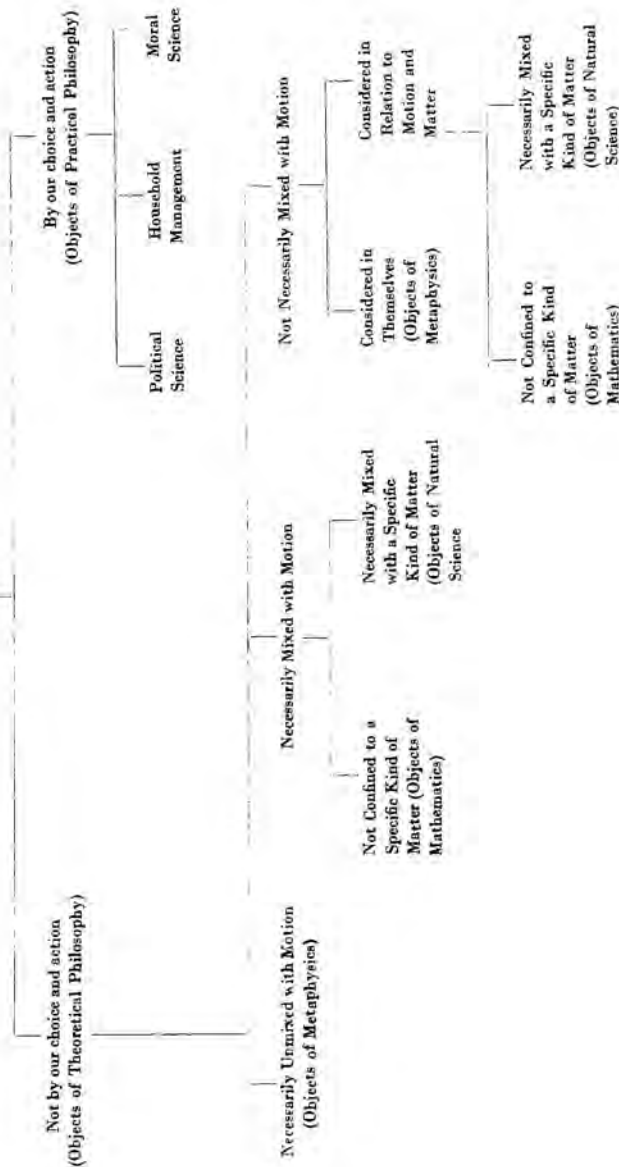 Not by our choice and action
(Objects of Theoretical Philosophy)
By our choice and action
(Objects of Practical Philosophy)
Political
Science
Household
Management
Moral
Science
Necessarily Unmixed with Motion
(Objects of Metaphysics)
Necessarily Mixed with Motion
Not Necessarily Mixed with Motion
Not Confined to a
Specific Kind of
Matter (Objects of
Mathematics)
Necessarily Mixed
with a Specific
Kind of Matter
(Objects of Natural
Science
Considered in
Themselves
(Objects of
Metaphysics)
Considered in
Relation to
Motion and
Matter
Not Confined to
a Specific Kind
of Matter
(Objects of
Mathematics)
Necessarily Mixed
with a Specific
Kind of Matter
(Objects of Natural
Science)